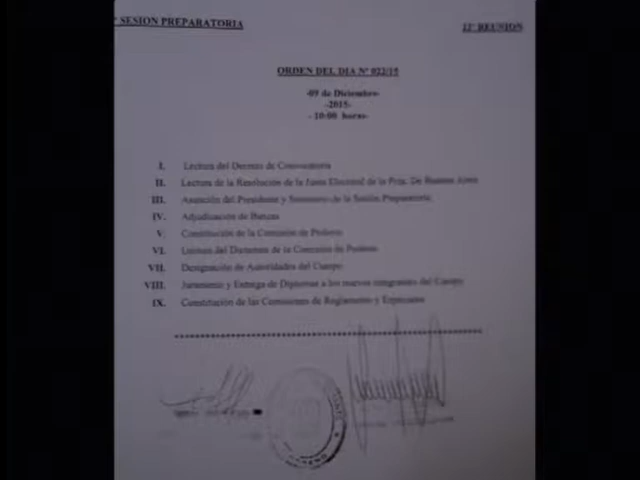 ° SESION PREPARATORIA
11° REUNION
ORDEN DEL DIA Nº 022/15
-09 de Diciembre-
-2015-
- 10:00 horas-
I. Lectura del Decreto de Convocatoria
II. Lectura de la Resolución de la Junta Electoral de la Pcia. De Buenos Aires
III. Asunción del Presidente y Secretario de la Sesión Preparatoria
IV. Adjudicación de Bancas
V. Constitución de la Comisión de Poderes
VI. Lectura del Dictamen de la Comisión de Poderes
VII. Designación de Autoridades del Cuerpo
VIII. Juramento y Entrega de Diplomas a los nuevos integrantes del Cuerpo
IX. Constitución de las Comisiones de Reglamento y Especiales